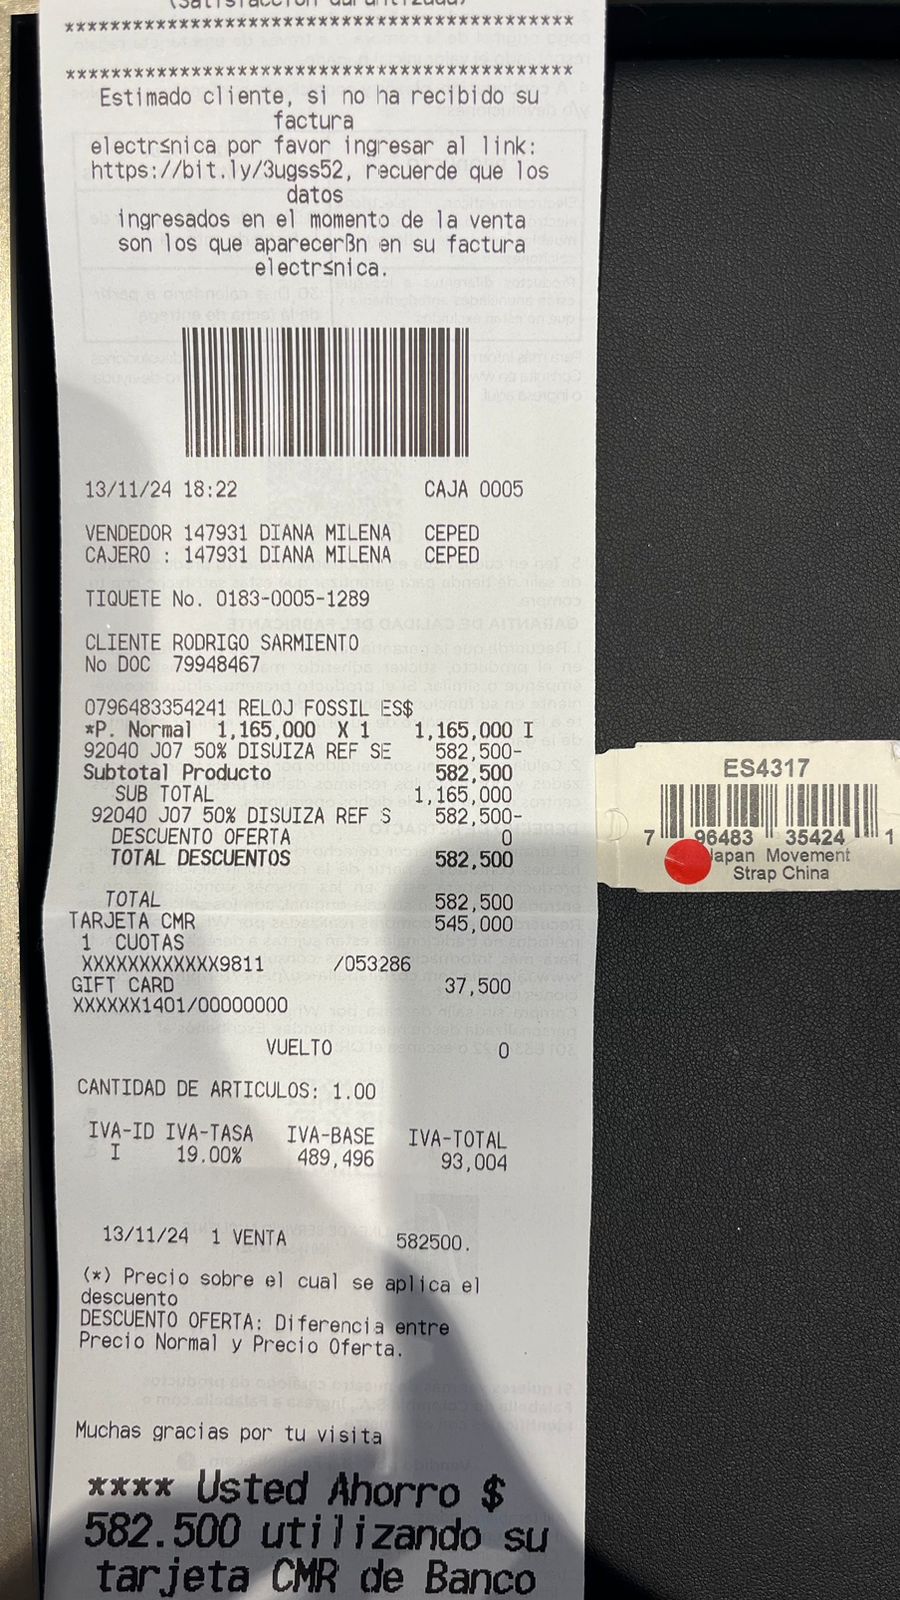 (Satisfacción Garantizada)
******************************************
******************************************
Estimado cliente, si no ha recibido su
factura
electr≤nica por favor ingresar al link:
https://bit.ly/3ugss52, recuerde que los
datos
ingresados en el momento de la venta
son los que aparecerßn en su factura
electr≤nica.
13/11/24 18:22 CAJA 0005
VENDEDOR 147931 DIANA MILENA CEPED
CAJERO : 147931 DIANA MILENA CEPED
TIQUETE No. 0183-0005-1289
CLIENTE RODRIGO SARMIENTO
No DOC 79948467
0796483354241 RELOJ FOSSIL ES$
*P. Normal 1,165,000 X 1 1,165,000 I
92040 J07 50% DISUIZA REF SE 582,500-
Subtotal Producto 582,500
SUB TOTAL 1,165,000
92040 J07 50% DISUIZA REF S 582,500-
DESCUENTO OFERTA 0
TOTAL DESCUENTOS 582,500
TOTAL 582,500
TARJETA CMR 545,000
1 CUOTAS
XXXXXXXXXXXX9811 /053286
GIFT CARD 37,500
XXXXXX1401/00000000
VUELTO 0
CANTIDAD DE ARTICULOS: 1.00
IVA-ID IVA-TASA IVA-BASE IVA-TOTAL
I 19.00% 489,496 93,004
13/11/24 1 VENTA 582500.
(*) Precio sobre el cual se aplica el
descuento
DESCUENTO OFERTA: Diferencia entre
Precio Normal y Precio Oferta.
Muchas gracias por tu visita
**** Usted Ahorro $
582.500 utilizando su
tarjeta CMR de Banco
ES4317
7 96483 35424 1
Japan Movement
Strap China